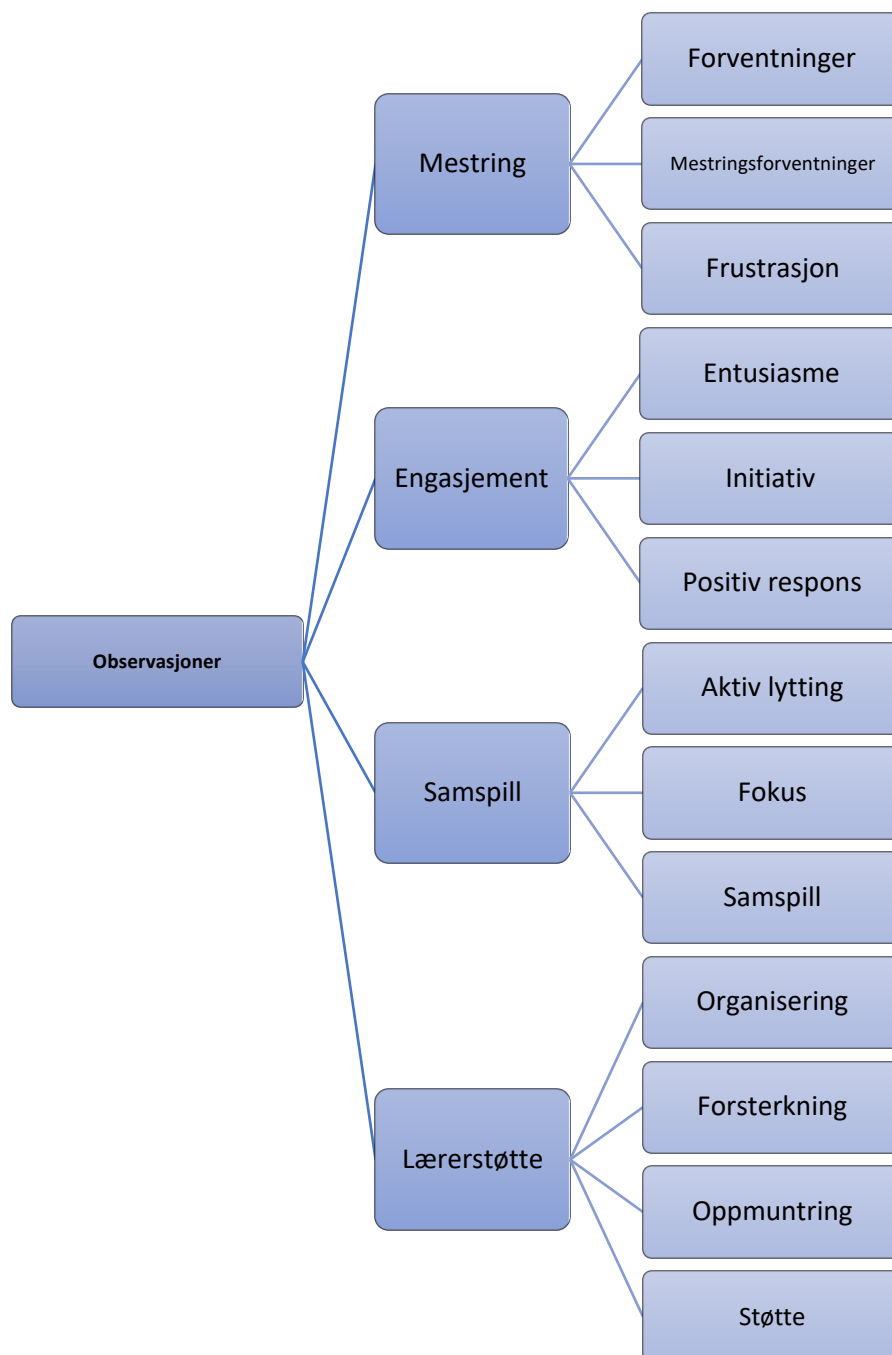 Observasjoner
Mestring
Forventninger
Mestringsforventninger
Frustrasjon
Engasjement
Entusiasme
Initiativ
Positiv respons
Samspill
Aktiv lytting
Fokus
Samspill
Lærerstøtte
Organisering
Forsterkning
Oppmuntring
Støtte